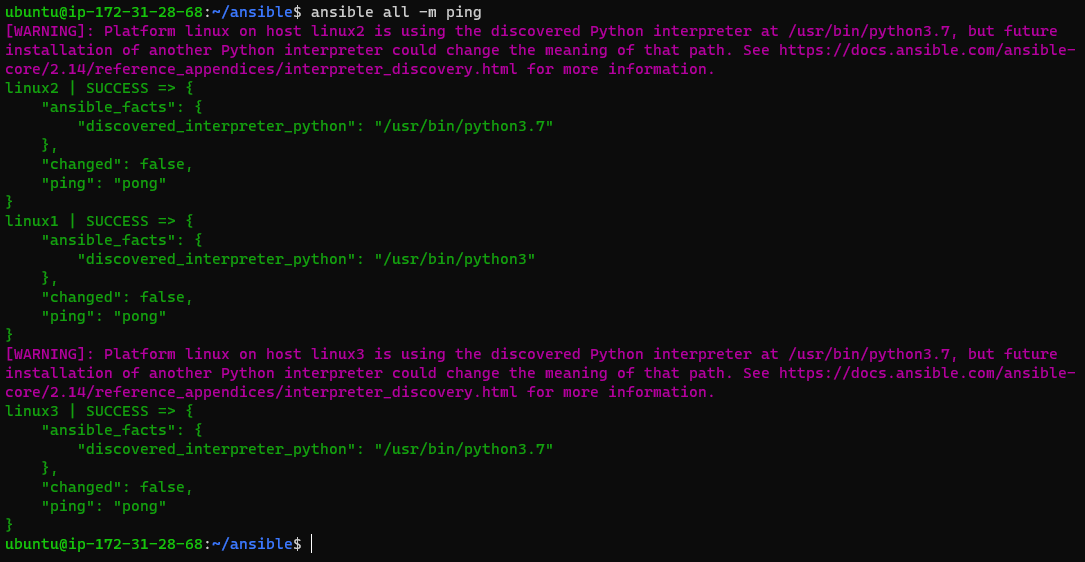 ubuntu@ip-172-31-28-68:~/ansible$ ansible all -m ping
[WARNING]: Platform linux on host linux2 is using the discovered Python interpreter at /usr/bin/python3.7, but future
installation of another Python interpreter could change the meaning of that path. See https://docs.ansible.com/ansible-
core/2.14/reference_appendices/interpreter_discovery.html for more information.
linux2 | SUCCESS => {
    "ansible_facts": {
        "discovered_interpreter_python": "/usr/bin/python3.7"
    },
    "changed": false,
    "ping": "pong"
}
linux1 | SUCCESS => {
    "ansible_facts": {
        "discovered_interpreter_python": "/usr/bin/python3"
    },
    "changed": false,
    "ping": "pong"
}
[WARNING]: Platform linux on host linux3 is using the discovered Python interpreter at /usr/bin/python3.7, but future
installation of another Python interpreter could change the meaning of that path. See https://docs.ansible.com/ansible-
core/2.14/reference_appendices/interpreter_discovery.html for more information.
linux3 | SUCCESS => {
    "ansible_facts": {
        "discovered_interpreter_python": "/usr/bin/python3.7"
    },
    "changed": false,
    "ping": "pong"
}
ubuntu@ip-172-31-28-68:~/ansible$